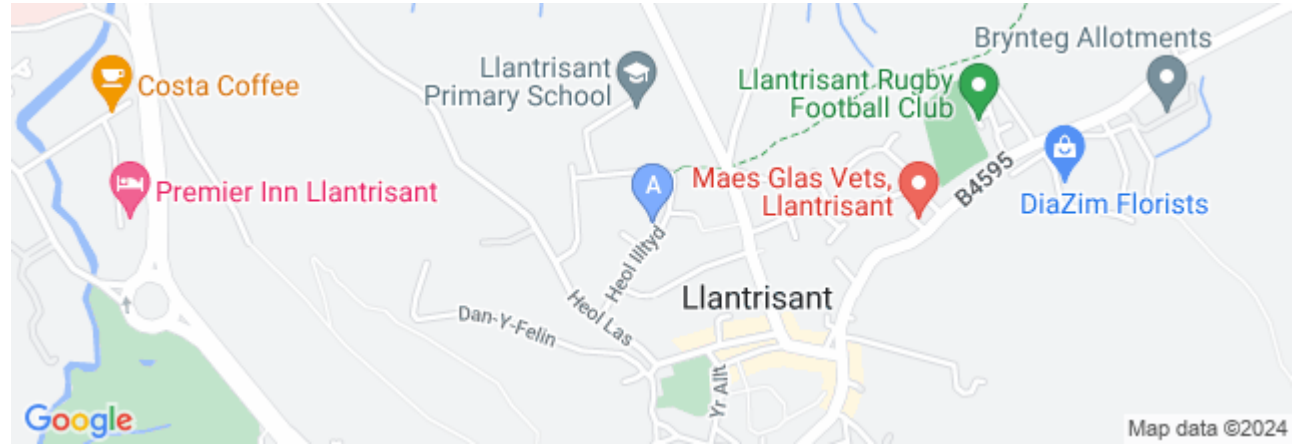 Costa Coffee
Premier Inn Llantrisant
Llantrisant
Primary School
A
Llantrisant Rugby
Football Club
Brynteg Allotments
Maes Glas Vets,
Llantrisant
B4595
DiaZim Florists
Heol Illtyd
Heol Las
Dan-Y-Felin
Llantrisant
Yr Allt
Google
Map data ©2024